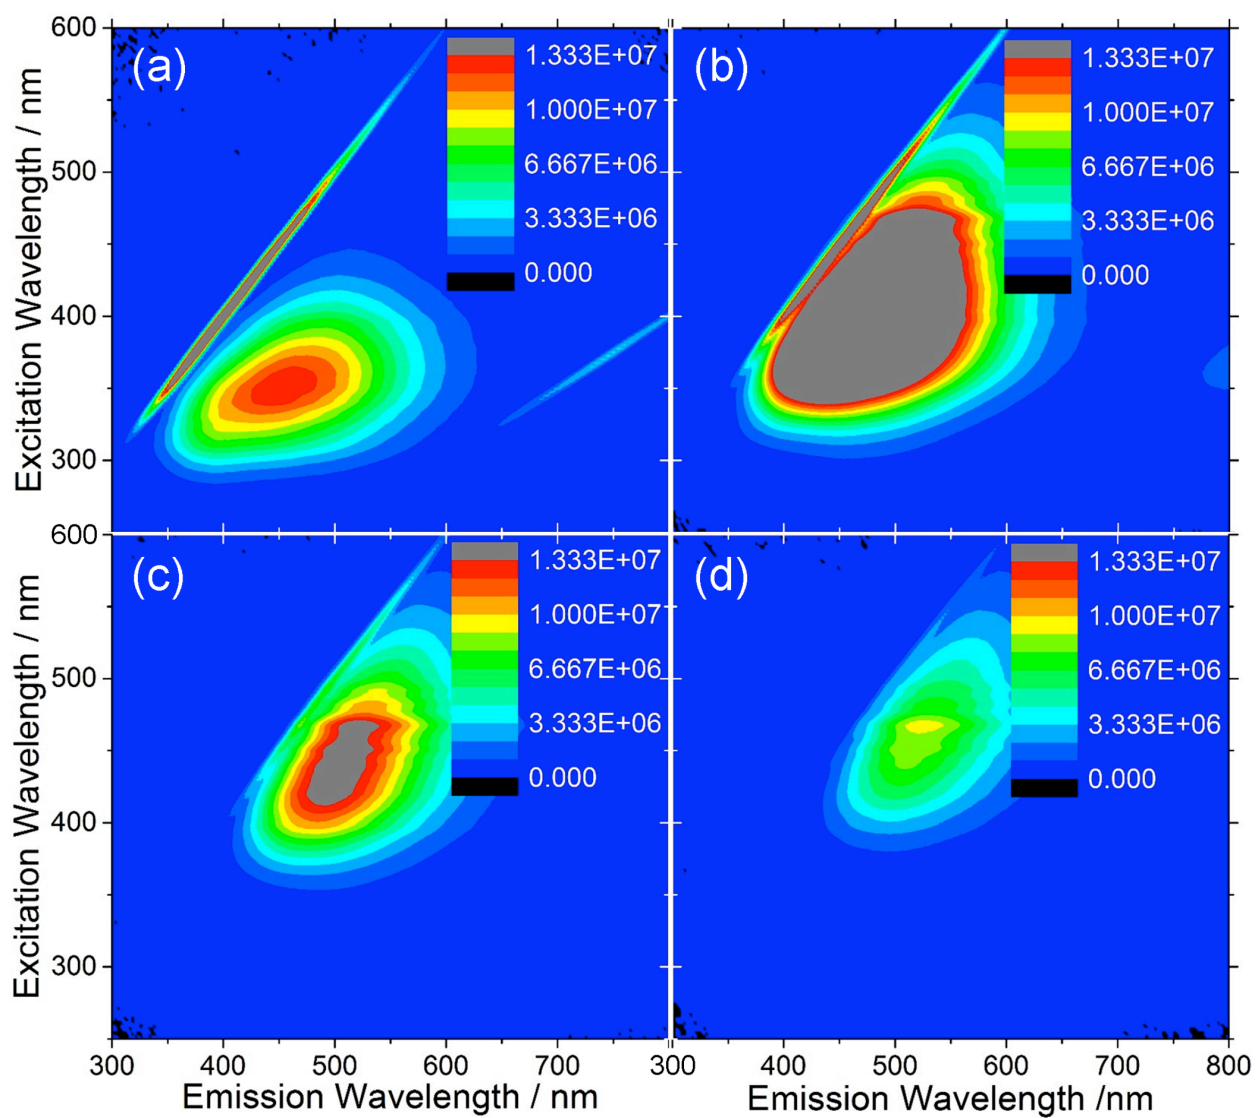 600
500
400
300
Excitation Wavelength / nm
(a)
1.333E+07
1.000E+07
6.667E+06
3.333E+06
0.000
(b)
1.333E+07
1.000E+07
6.667E+06
3.333E+06
0.000
600
500
400
300
Excitation Wavelength / nm
(c)
1.333E+07
1.000E+07
6.667E+06
3.333E+06
0.000
(d)
1.333E+07
1.000E+07
6.667E+06
3.333E+06
0.000
300 400 500 600 700 300 400 500 600 700 800
Emission Wavelength / nm Emission Wavelength /nm